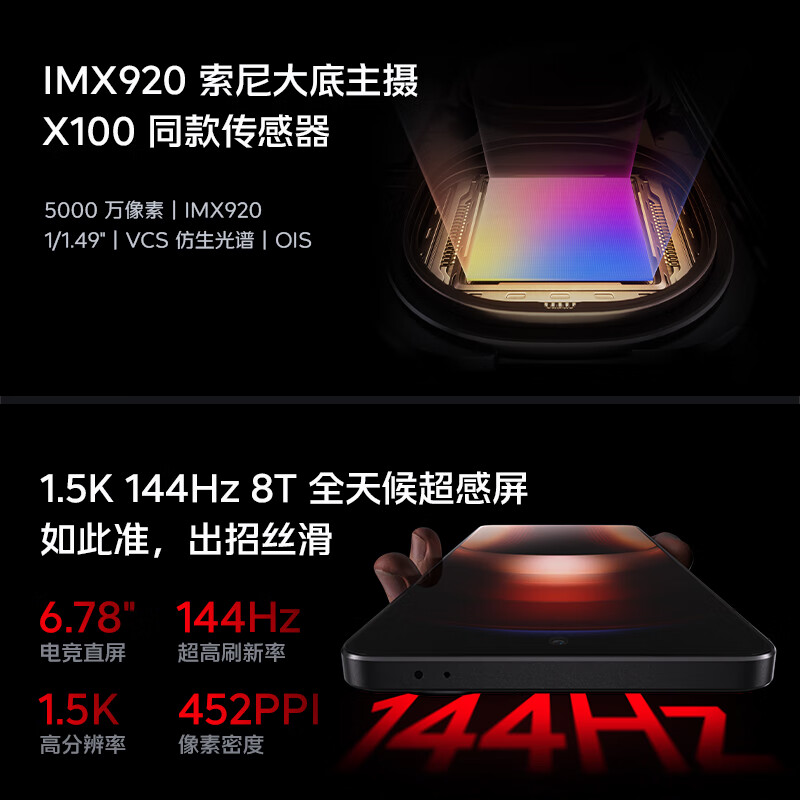 IMX920 索尼大底主摄
X100 同款传感器
5000 万像素 | IMX920
1/1.49" | VCS 仿生光谱 | OIS
1.5K 144Hz 8T 全天候超感屏
如此准，出招丝滑
6.78" 144Hz
电竞直屏 超高刷新率
1.5K 452PPI
高分辨率 像素密度
144Hz